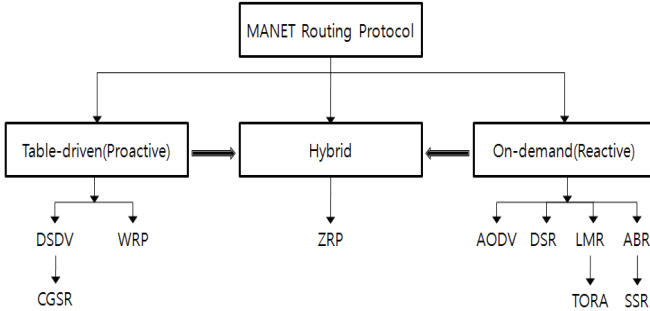 MANET Routing Protocol
Table-driven(Proactive)
Hybrid
On-demand(Reactive)
DSDV
WRP
ZRP
AODV
DSR
LMR
ABR
CGSR
TORA
SSR